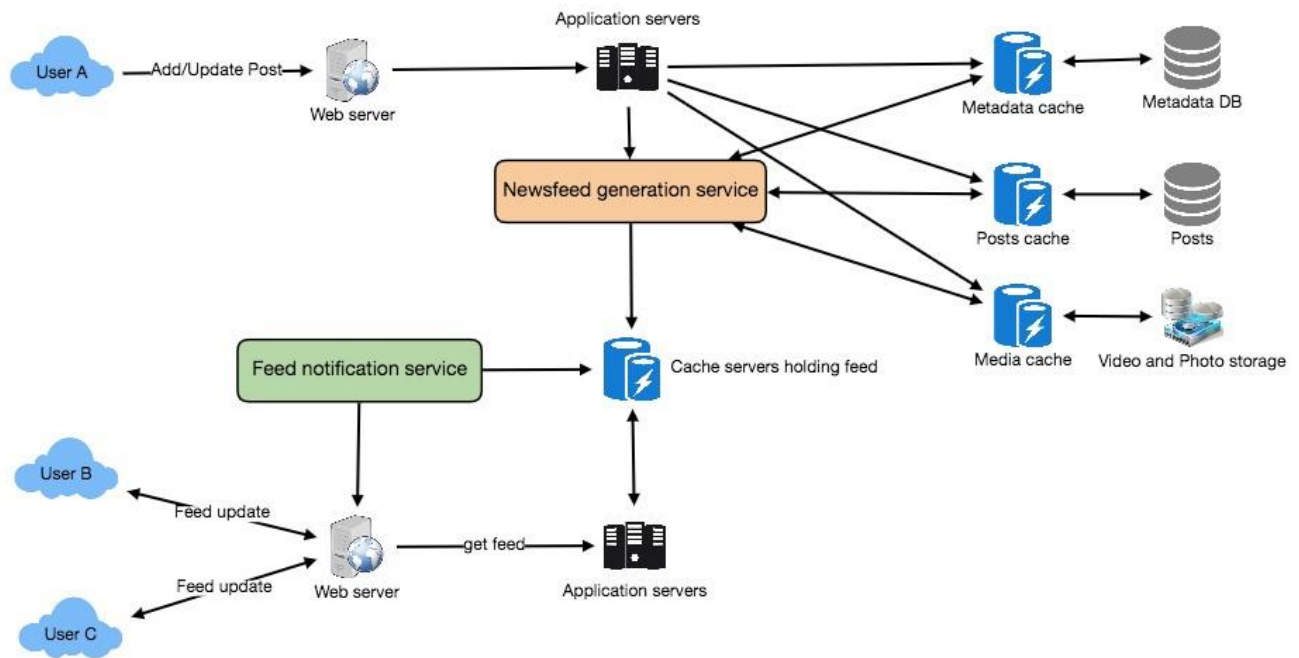 Application servers
User A
Add/Update Post
Web server
Metadata cache
Metadata DB
Newsfeed generation service
Posts cache
Posts
Feed notification service
Cache servers holding feed
Media cache
Video and Photo storage
User B
Feed update
get feed
Feed update
Web server
Application servers
User C